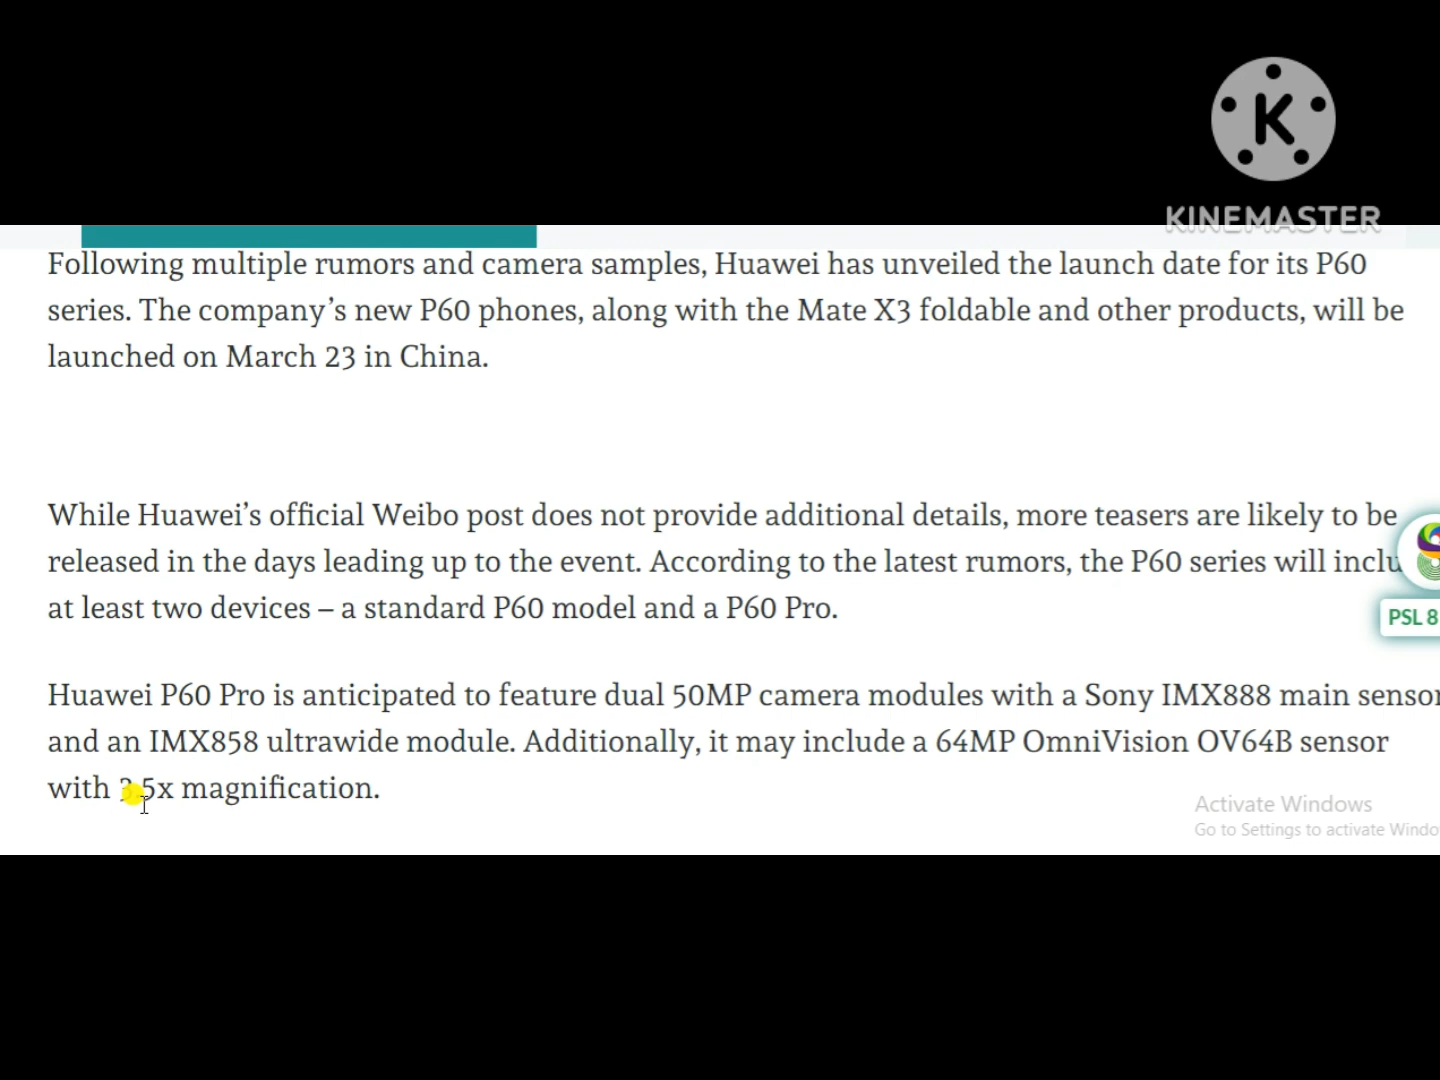 K
KINEMASTER
Following multiple rumors and camera samples, Huawei has unveiled the launch date for its P60
series. The company’s new P60 phones, along with the Mate X3 foldable and other products, will be
launched on March 23 in China.
While Huawei’s official Weibo post does not provide additional details, more teasers are likely to be
released in the days leading up to the event. According to the latest rumors, the P60 series will inclu
at least two devices – a standard P60 model and a P60 Pro.
PSL 8
Huawei P60 Pro is anticipated to feature dual 50MP camera modules with a Sony IMX888 main sensor
and an IMX858 ultrawide module. Additionally, it may include a 64MP OmniVision OV64B sensor
with 3.5x magnification.
Activate Windows
Go to Settings to activate Windo